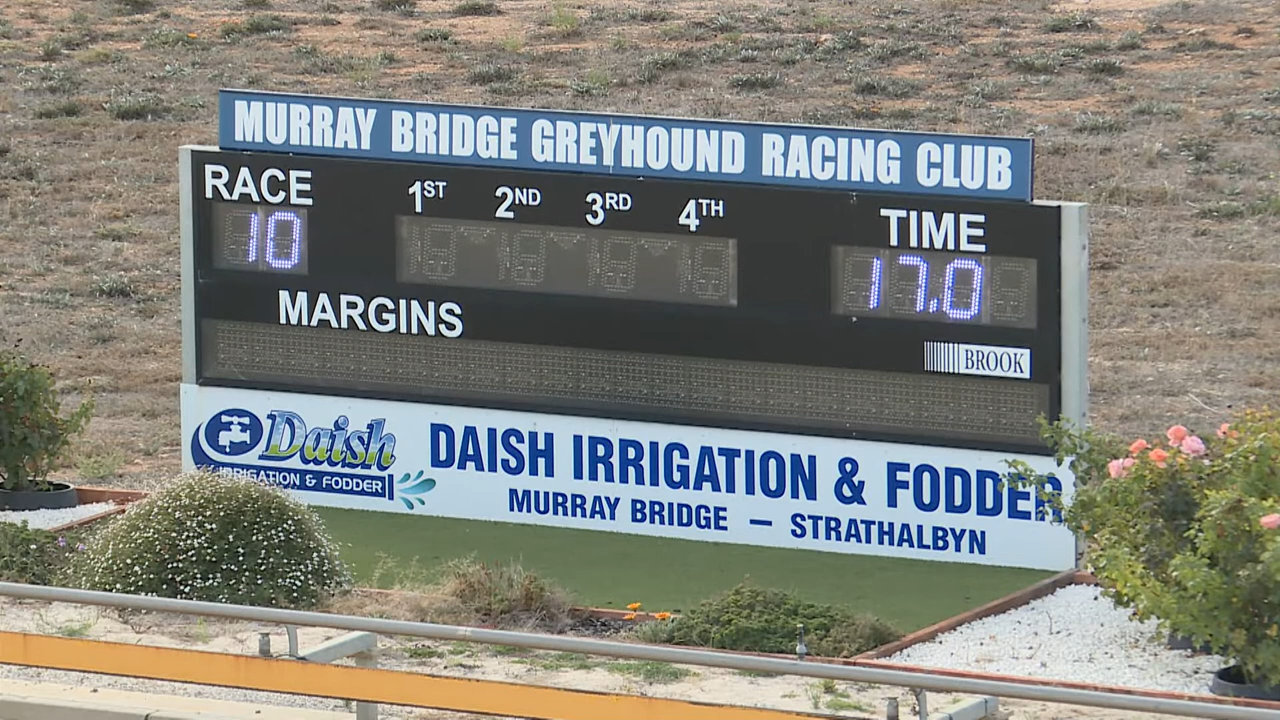 MURRAY BRIDGE GREYHOUND RACING CLUB
RACE 1ST 2ND 3RD 4TH TIME
10 17.0
MARGINS
BROOK
Daish
IRRIGATION & FODDER
DAISH IRRIGATION & FODDER
MURRAY BRIDGE – STRATHALBYN